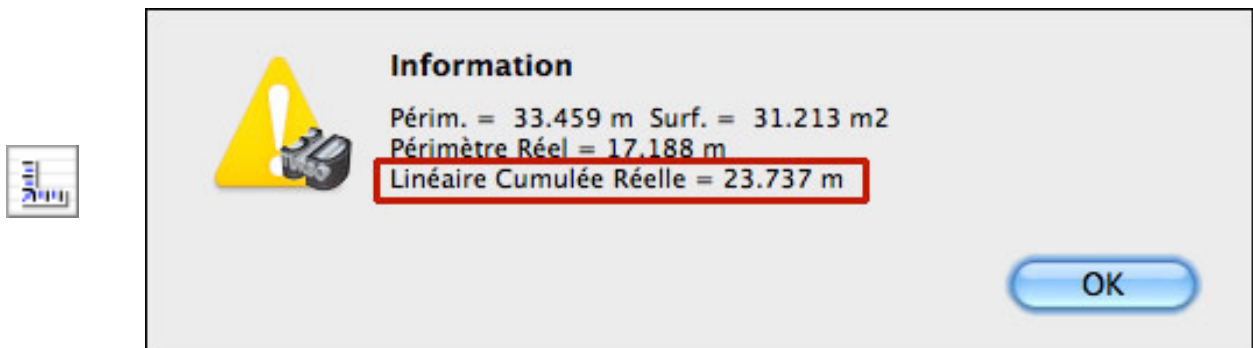 Information
Périm. = 33.459 m Surf. = 31.213 m2
Périmètre Réel = 17.188 m
Linéaire Cumulée Réelle = 23.737 m
OK